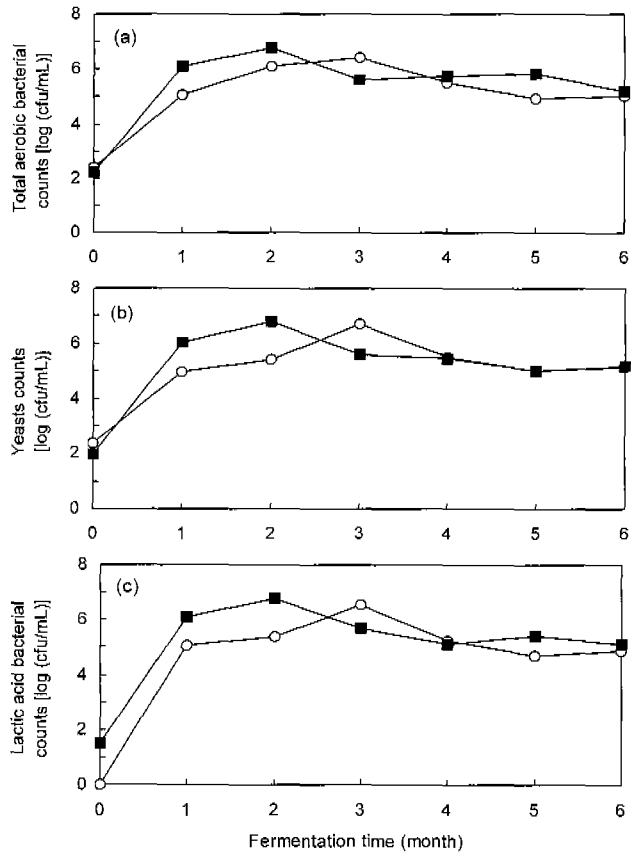 (a)
Total aerobic bacterial
counts [log (cfu/mL)]
8
6
4
2
0
0 1 2 3 4 5 6
(b)
Yeasts counts
[log (cfu/mL)}
8
6
4
2
0
0 1 2 3 4 5 6
(c)
Lactic acid bacterial
counts [log (cfu/mL)]
8
6
4
2
0
0 1 2 3 4 5 6
Fermentation time (month)